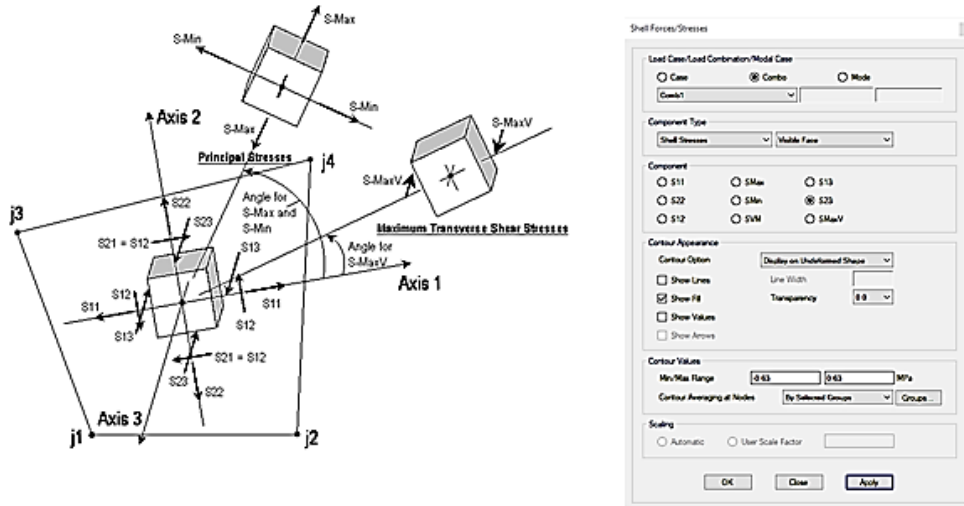 S-Max
S-Min
S-Min
S-Max
Principal Stresses
Axis 2
S-MaxV
S-MaxV
Maximum Transverse Shear Stresses
j4
j3
Angle for
S-Max and
S-Min
Angle for
S-MaxV
S22
S23
S21 = S12
S13
Axis 1
S11
S12
S11
S12
S13
S21 = S12
S23
S22
Axis 3
j1
j2
Shell Forces/Stresses
Load Case/Load Combination/Modal Case
Case
Combo
Mode
Comb1
Component Type
Shell Stresses
Visible Face
Component
S11
SMax
S13
S22
SMin
S23
S12
SVM
SMaxV
Contour Appearance
Contour Option
Display on Undeformed Shape
Show Lines
Line Width
Show Fill
Transparency
0.0
Show Values
Show Arrows
Contour Values
Min/Max Range
-0.63
0.63
MPa
Contour Averaging at Nodes
By Selected Groups
Groups...
Scaling
Automatic
User Scale Factor
OK
Close
Apply